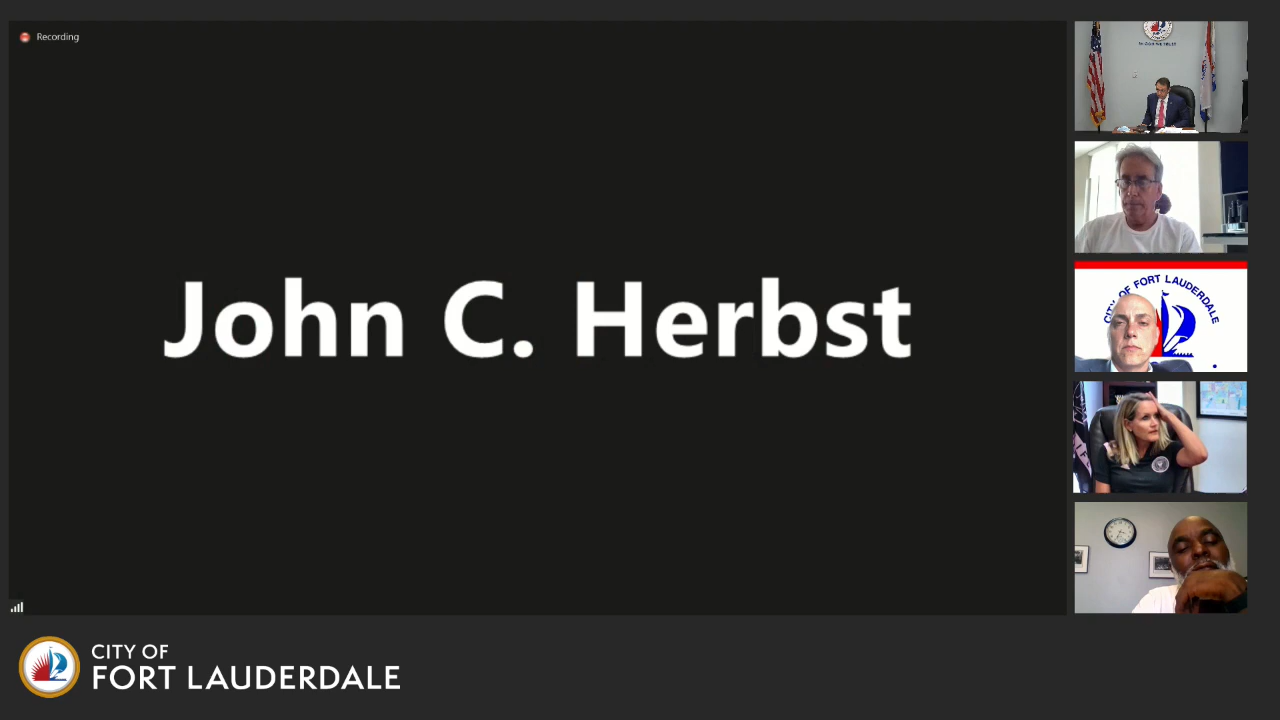 Recording
John C. Herbst
CITY OF FORT LAUDERDALE
CITY OF
FORT LAUDERDALE